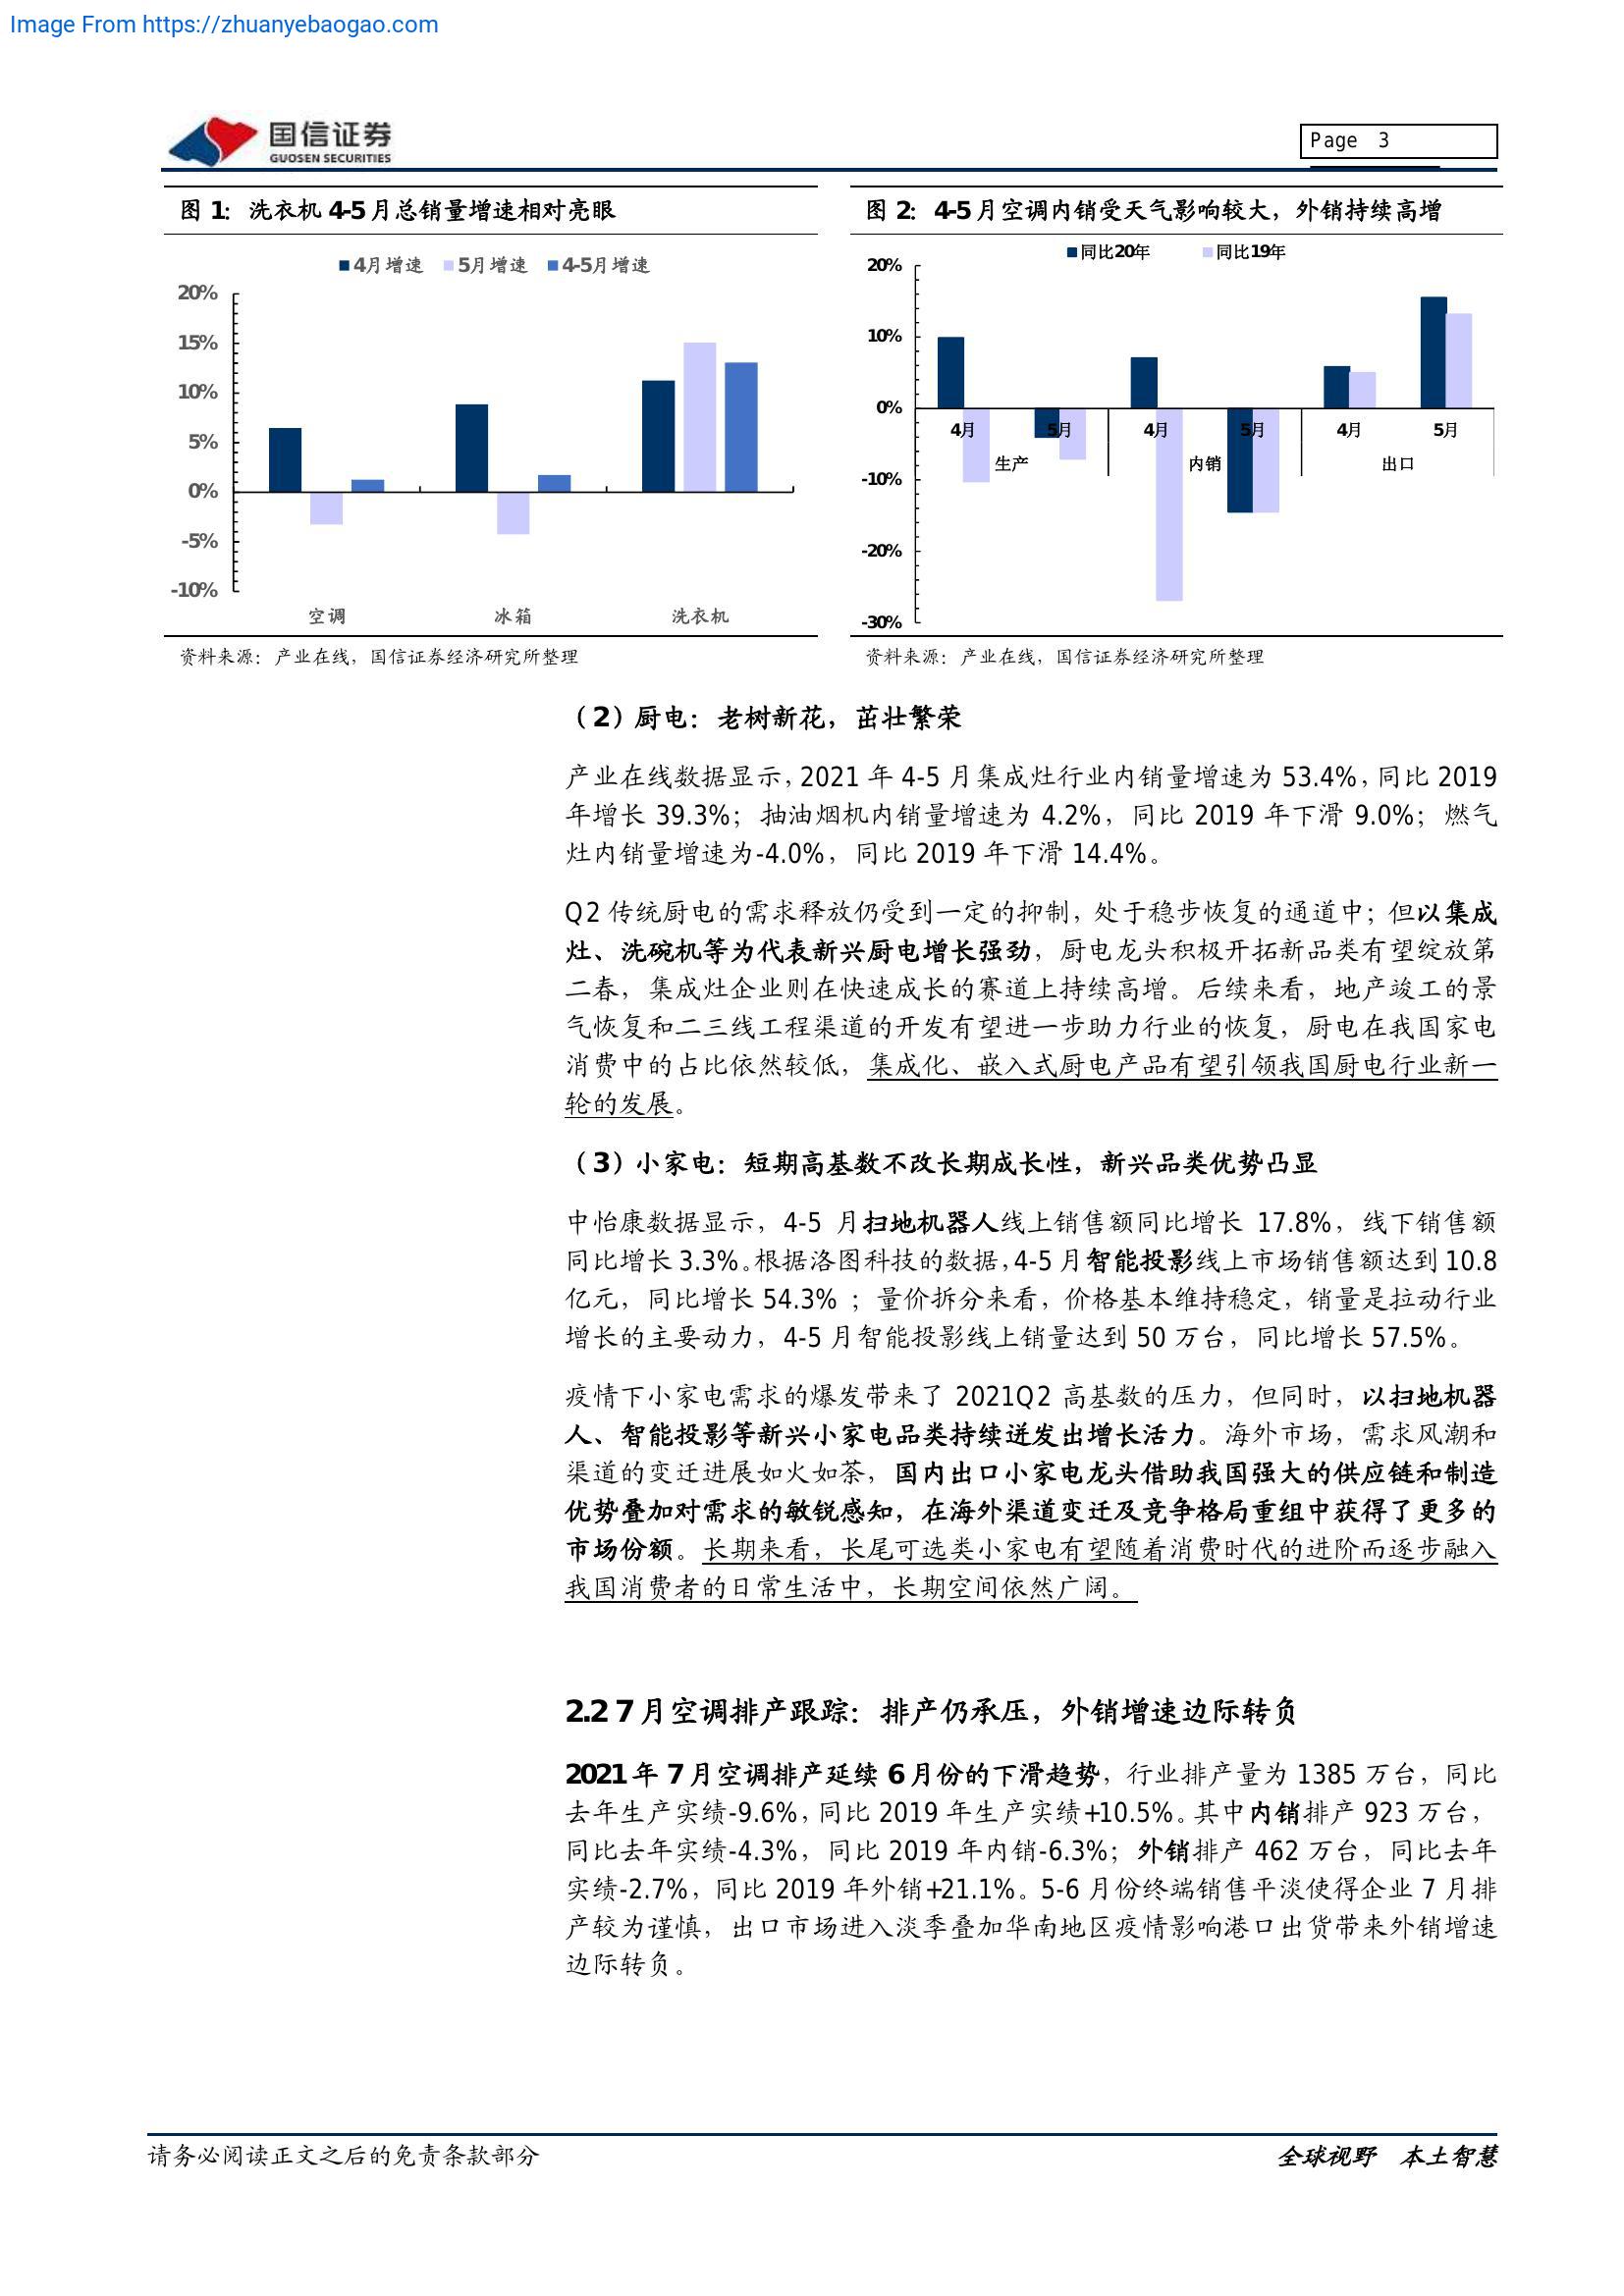 Image From https://zhuanyebaogao.com
国信证券
GUOSEN SECURITIES
Page 3
图 1：洗衣机 4-5 月总销量增速相对亮眼
4月增速 5月增速 4-5月增速
20%
15%
10%
5%
0%
-5%
-10%
空调 冰箱 洗衣机
资料来源：产业在线，国信证券经济研究所整理
图 2：4-5 月空调内销受天气影响较大，外销持续高增
同比20年 同比19年
20%
10%
0%
-10%
-20%
-30%
4月 5月 4月 5月 4月 5月
生产 内销 出口
资料来源：产业在线，国信证券经济研究所整理
（2）厨电：老树新花，茁壮繁荣
产业在线数据显示，2021 年 4-5 月集成灶行业内销量增速为 53.4%，同比 2019
年增长 39.3%；抽油烟机内销量增速为 4.2%，同比 2019 年下滑 9.0%；燃气
灶内销量增速为-4.0%，同比 2019 年下滑 14.4%。
Q2 传统厨电的需求释放仍受到一定的抑制，处于稳步恢复的通道中；但以集成
灶、洗碗机等为代表新兴厨电增长强劲，厨电龙头积极开拓新品类有望绽放第
二春，集成灶企业则在快速成长的赛道上持续高增。后续来看，地产竣工的景
气恢复和二三线工程渠道的开发有望进一步助力行业的恢复，厨电在我国家电
消费中的占比依然较低，集成化、嵌入式厨电产品有望引领我国厨电行业新一
轮的发展。
（3）小家电：短期高基数不改长期成长性，新兴品类优势凸显
中怡康数据显示，4-5 月扫地机器人线上销售额同比增长 17.8%，线下销售额
同比增长 3.3%。根据洛图科技的数据，4-5 月智能投影线上市场销售额达到 10.8
亿元，同比增长 54.3% ；量价拆分来看，价格基本维持稳定，销量是拉动行业
增长的主要动力，4-5 月智能投影线上销量达到 50 万台，同比增长 57.5%。
疫情下小家电需求的爆发带来了 2021Q2 高基数的压力，但同时，以扫地机器
人、智能投影等新兴小家电品类持续迸发出增长活力。海外市场，需求风潮和
渠道的变迁进展如火如荼，国内出口小家电龙头借助我国强大的供应链和制造
优势叠加对需求的敏锐感知，在海外渠道变迁及竞争格局重组中获得了更多的
市场份额。长期来看，长尾可选类小家电有望随着消费时代的进阶而逐步融入
我国消费者的日常生活中，长期空间依然广阔。
2.2 7 月空调排产跟踪：排产仍承压，外销增速边际转负
2021 年 7 月空调排产延续 6 月份的下滑趋势，行业排产量为 1385 万台，同比
去年生产实绩-9.6%，同比 2019 年生产实绩+10.5%。其中内销排产 923 万台，
同比去年实绩-4.3%，同比 2019 年内销-6.3%；外销排产 462 万台，同比去年
实绩-2.7%，同比 2019 年外销+21.1%。5-6 月份终端销售平淡使得企业 7 月排
产较为谨慎，出口市场进入淡季叠加华南地区疫情影响港口出货带来外销增速
边际转负。
请务必阅读正文之后的免责条款部分
全球视野 本土智慧